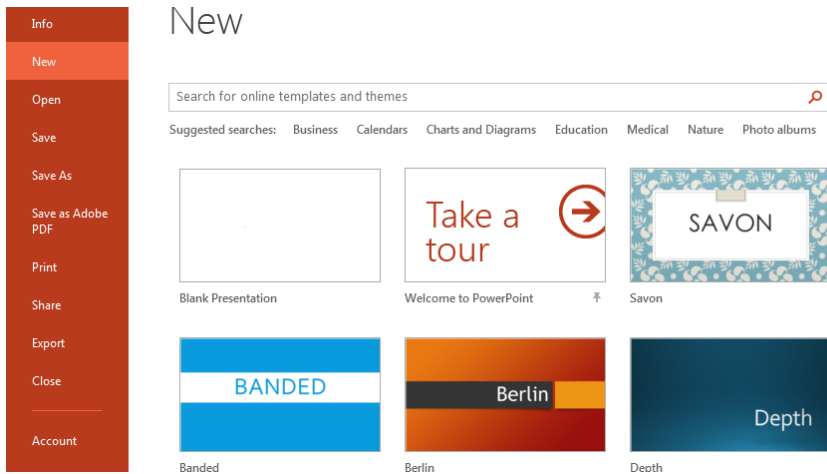 Info
New
Open
Save
Save As
Save as Adobe
PDF
Print
Share
Export
Close
Account
New
Search for online templates and themes
Suggested searches: Business Calendars Charts and Diagrams Education Medical Nature Photo albums
Take a
tour
SAVON
Blank Presentation Welcome to PowerPoint Savon
BANDED
Berlin
Depth
Banded Berlin Depth